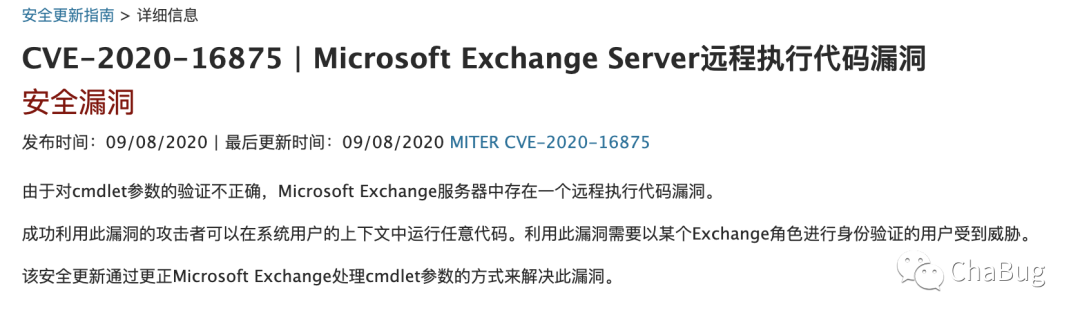 安全更新指南 > 详细信息
CVE-2020-16875 | Microsoft Exchange Server远程执行代码漏洞
安全漏洞
发布时间：09/08/2020 | 最后更新时间：09/08/2020 MITER CVE-2020-16875
由于对cmdlet参数的验证不正确，Microsoft Exchange服务器中存在一个远程执行代码漏洞。
成功利用此漏洞的攻击者可以在系统用户的上下文中运行任意代码。利用此漏洞需要以某个Exchange角色进行身份验证的用户受到威胁。
该安全更新通过更正Microsoft Exchange处理cmdlet参数的方式来解决此漏洞。
ChaBug